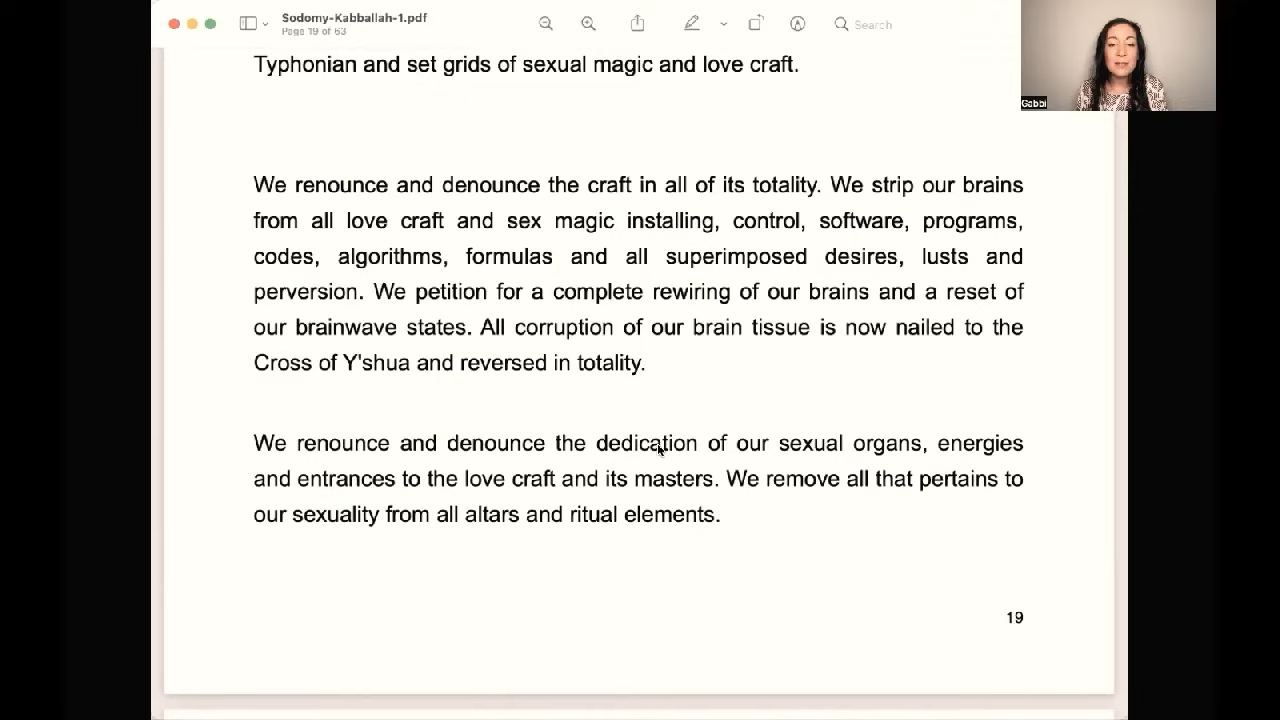 Sodomy-Kabballah-1.pdf
Page 19 of 63
Search
Gabbi
Typhonian and set grids of sexual magic and love craft.
We renounce and denounce the craft in all of its totality. We strip our brains
from all love craft and sex magic installing, control, software, programs,
codes, algorithms, formulas and all superimposed desires, lusts and
perversion. We petition for a complete rewiring of our brains and a reset of
our brainwave states. All corruption of our brain tissue is now nailed to the
Cross of Y'shua and reversed in totality.
We renounce and denounce the dedication of our sexual organs, energies
and entrances to the love craft and its masters. We remove all that pertains to
our sexuality from all altars and ritual elements.
19